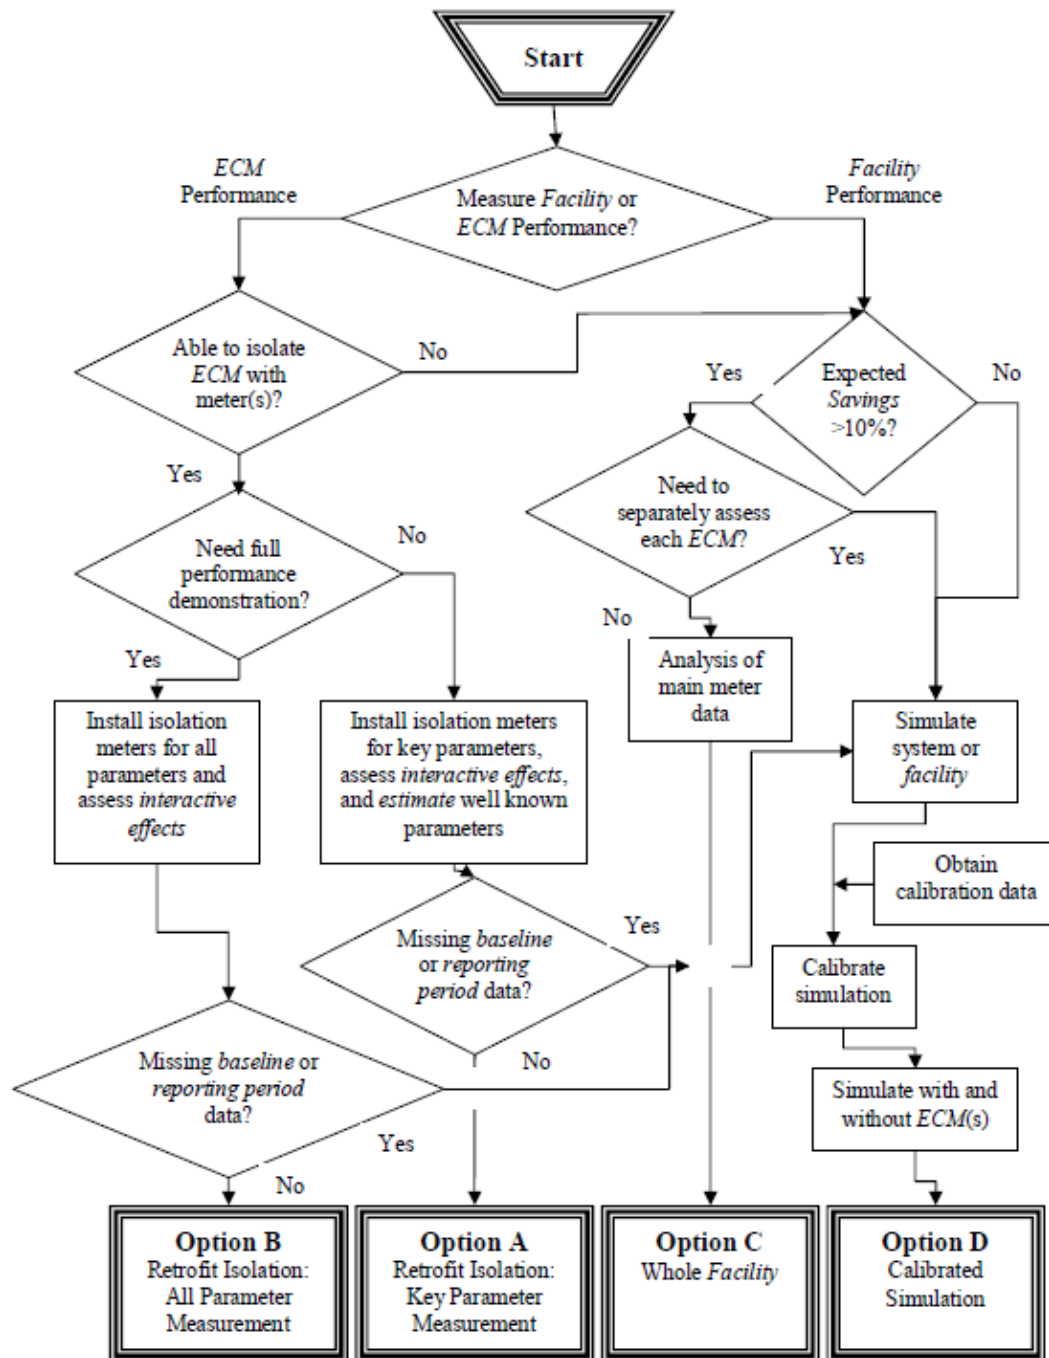 Start
ECM
Performance
Facility
Performance
Measure Facility or
ECM Performance?
Able to isolate
ECM with
meter(s)?
No
Yes
Expected
Savings
>10%?
No
Yes
Need to
separately assess
each ECM?
Yes
No
Need full
performance
demonstration?
No
Yes
Analysis of
main meter
data
Install isolation
meters for all
parameters and
assess interactive
effects
Install isolation meters
for key parameters,
assess interactive effects,
and estimate well known
parameters
Simulate
system or
facility
Obtain
calibration data
Missing baseline
or reporting
period data?
Yes
No
Calibrate
simulation
Missing baseline or
reporting period
data?
Yes
No
Simulate with and
without ECM(s)
Option B
Retrofit Isolation:
All Parameter
Measurement
Option A
Retrofit Isolation:
Key Parameter
Measurement
Option C
Whole Facility
Option D
Calibrated
Simulation